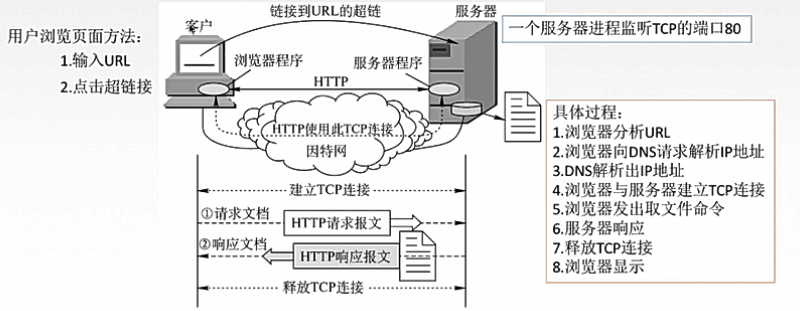 链接到URL的超链
服务器
客户
一个服务器进程监听TCP的端口80
用户浏览页面方法：
1.输入URL
2.点击超链接
浏览器程序
服务器程序
HTTP
HTTP使用此TCP连接
因特网
建立TCP连接
①请求文档
HTTP请求报文
②响应文档
HTTP响应报文
释放TCP连接
具体过程：
1.浏览器分析URL
2.浏览器向DNS请求解析IP地址
3.DNS解析出IP地址
4.浏览器与服务器建立TCP连接
5.浏览器发出取文件命令
6.服务器响应
7.释放TCP连接
8.浏览器显示